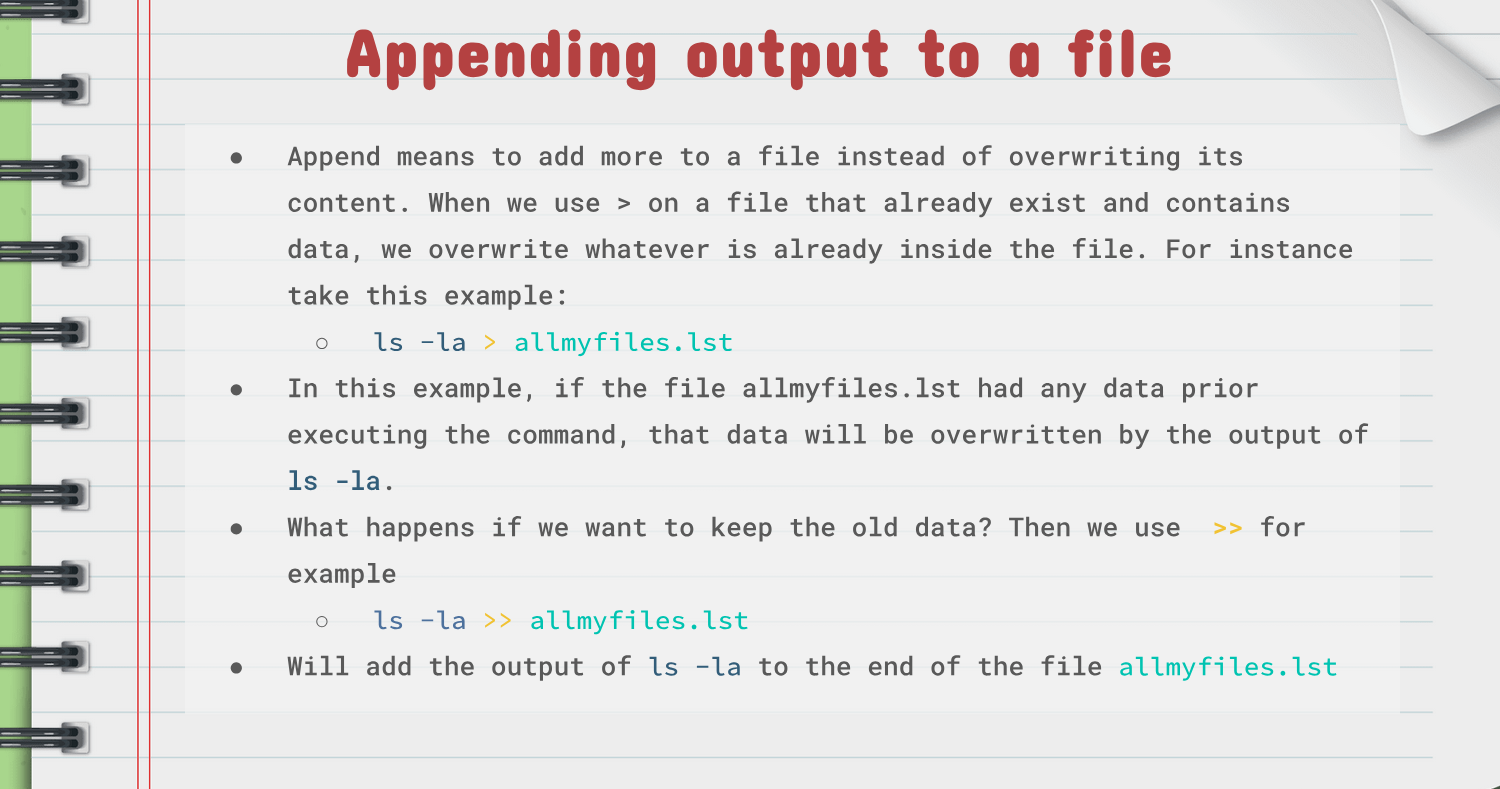 Appending output to a file
● Append means to add more to a file instead of overwriting its
content. When we use > on a file that already exist and contains
data, we overwrite whatever is already inside the file. For instance
take this example:
○ ls -la > allmyfiles.lst
● In this example, if the file allmyfiles.lst had any data prior
executing the command, that data will be overwritten by the output of
ls -la.
● What happens if we want to keep the old data? Then we use >> for
example
○ ls -la >> allmyfiles.lst
● Will add the output of ls -la to the end of the file allmyfiles.lst